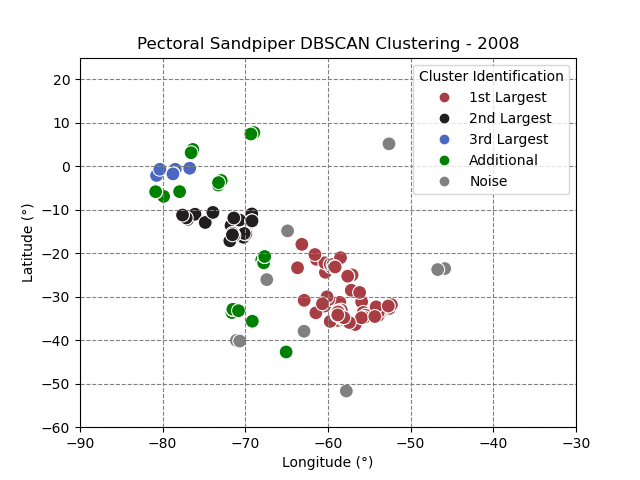 Pectoral Sandpiper DBSCAN Clustering - 2008
Cluster Identification
1st Largest
2nd Largest
3rd Largest
Additional
Noise
Latitude (°)
20
10
0
−10
−20
−30
−40
−50
−60
−90
−80
−70
−60
−50
−40
−30
Longitude (°)